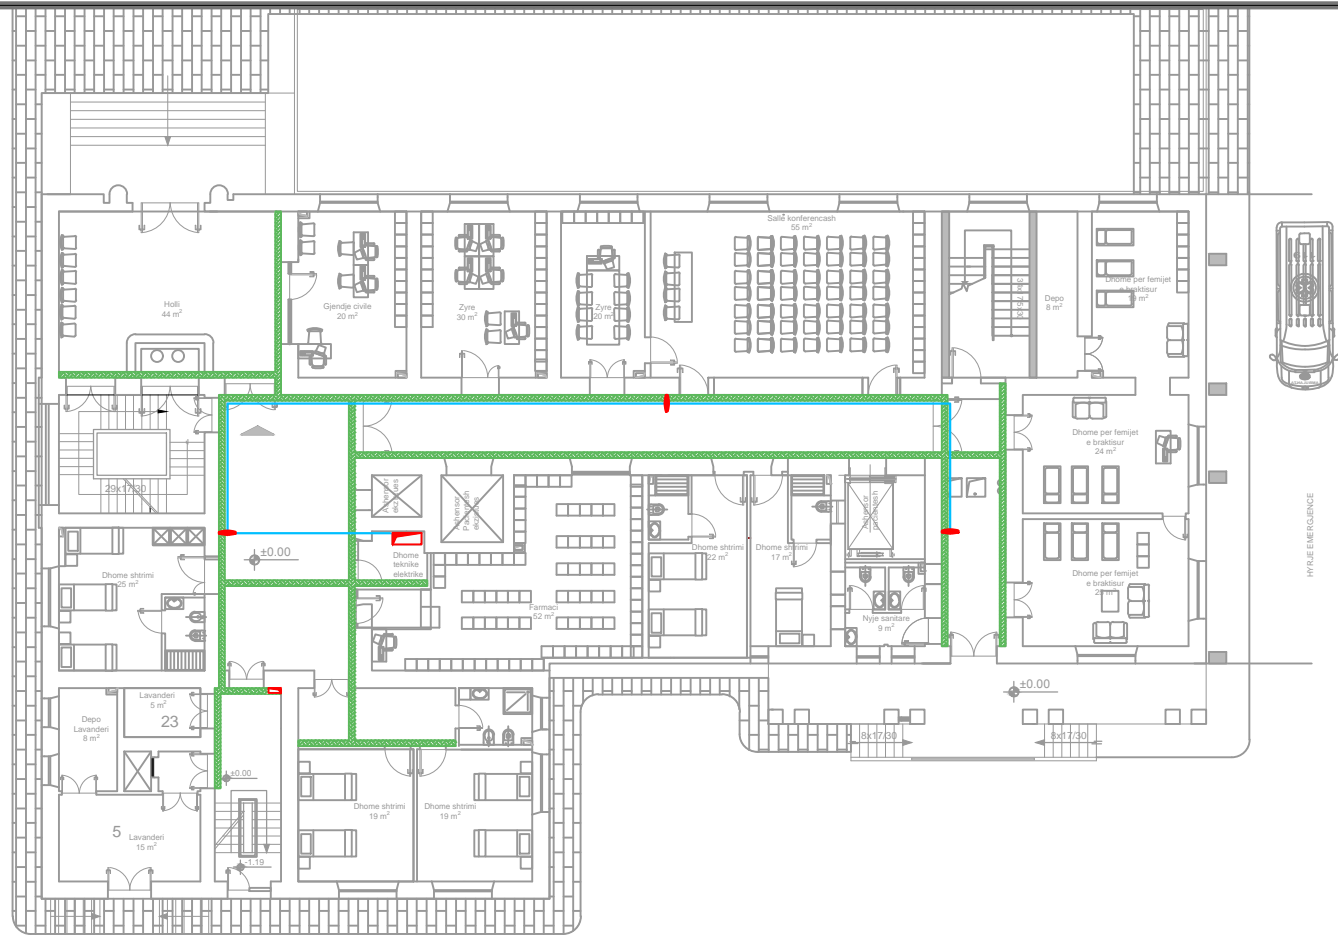 Salle konferencash
55 m²
Holli
44 m²
Gjendje civile
20 m²
Zyre
30 m²
Zyre
20 m²
Depo
8 m²
Dhome per femijet
e braktisur
Dhome per femijet
e braktisur
24 m²
29x17/30
Ashensor
ekzistues
Ashensor
Pacientesh
±0.00
Dhome
teknike
elektrike
Dhome shtrimi
25 m²
Dhome shtrimi
22 m²
Dhome shtrimi
17 m²
Dhome per femijet
e braktisur
Farmaci
52 m²
Nyje sanitare
9 m²
HYRJE EMERGJENCE
±0.00
Lavanderi
5 m²
23
Depo
Lavanderi
8 m²
8x17/30
8x17/30
±0.00
Dhome shtrimi
19 m²
Dhome shtrimi
19 m²
5
Lavanderi
15 m²
-1.19